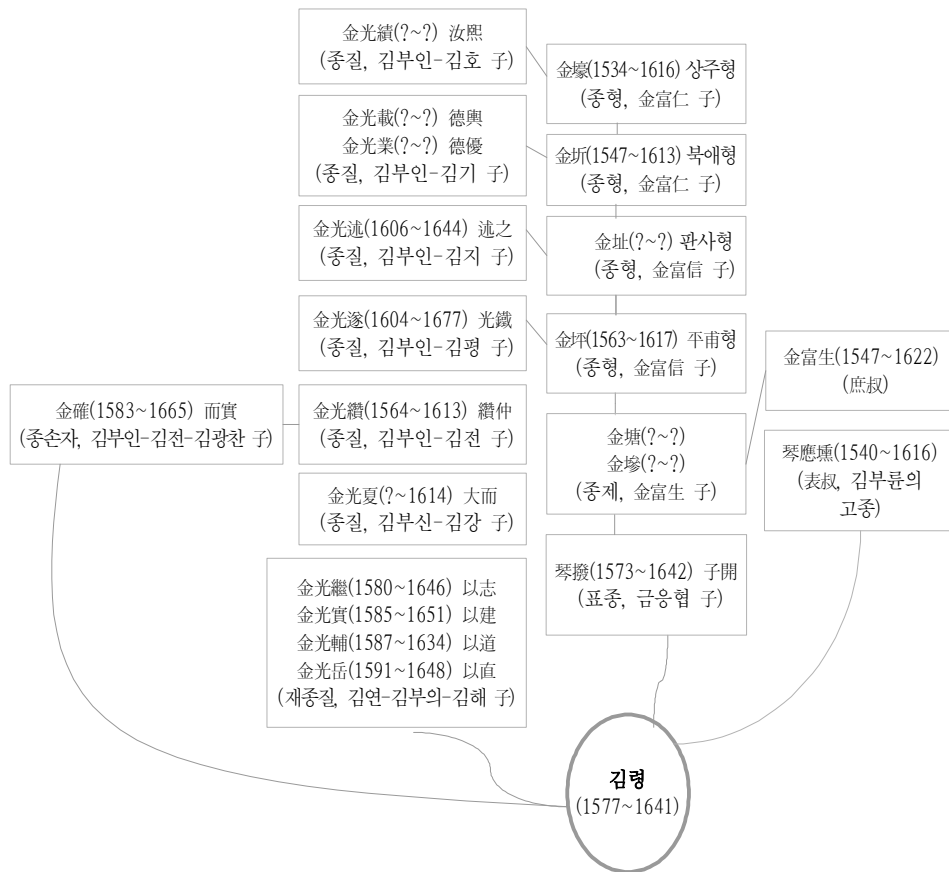 金光績(?~?) 汝熙
(종질, 김부인-김호 子)
金壕(1534~1616) 상주형
(종형, 金富仁 子)
金光載(?~?) 德輿
金光業(?~?) 德優
(종질, 김부인-김기 子)
金圻(1547~1613) 북애형
(종형, 金富仁 子)
金光述(1606~1644) 述之
(종질, 김부인-김지 子)
金址(?~?) 판사형
(종형, 金富信 子)
金光遂(1604~1677) 光鐵
(종질, 김부인-김평 子)
金坪(1563~1617) 平甫형
(종형, 金富信 子)
金富生(1547~1622)
(庶叔)
金確(1583~1665) 而實
(종손자, 김부인-김전-김광찬 子)
金光纘(1564~1613) 纘仲
(종질, 김부인-김전 子)
金塘(?~?)
金墋(?~?)
(종제, 金富生 子)
琴應壎(1540~1616)
(表叔, 김부륜의
고종)
金光夏(?~1614) 大而
(종질, 김부신-김강 子)
琴撥(1573~1642) 子開
(표종, 금응협 子)
金光繼(1580~1646) 以志
金光實(1585~1651) 以建
金光輔(1587~1634) 以道
金光岳(1591~1648) 以直
(재종질, 김연-김부의-김해 子)
김령
(1577~1641)